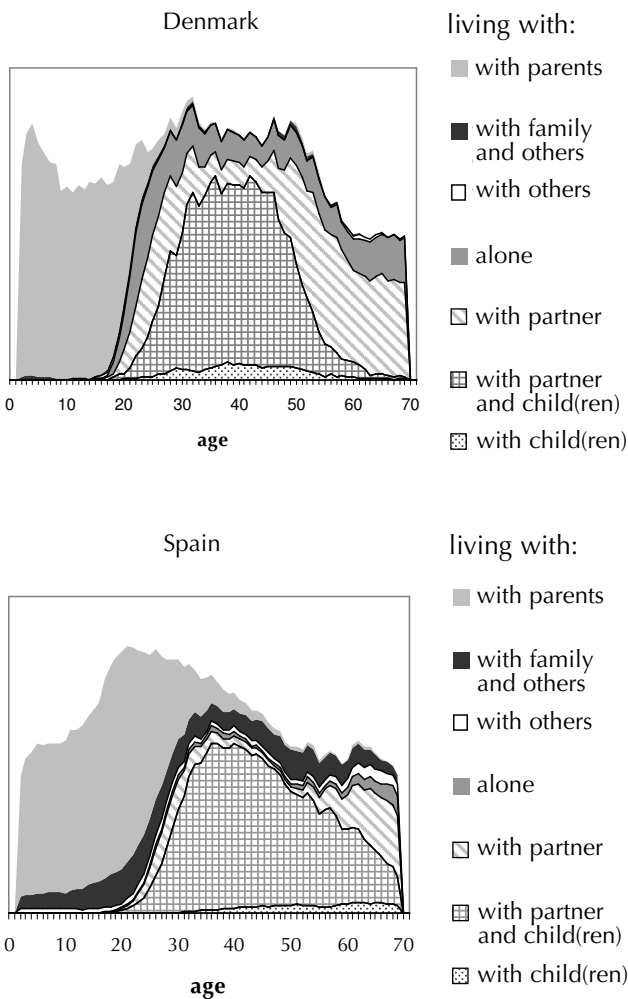 Denmark
living with:
with parents
with family
and others
with others
alone
with partner
with partner
and child(ren)
with child(ren)
0 10 20 30 40 50 60 70
age
Spain
living with:
with parents
with family
and others
with others
alone
with partner
with partner
and child(ren)
with child(ren)
0 10 20 30 40 50 60 70
age